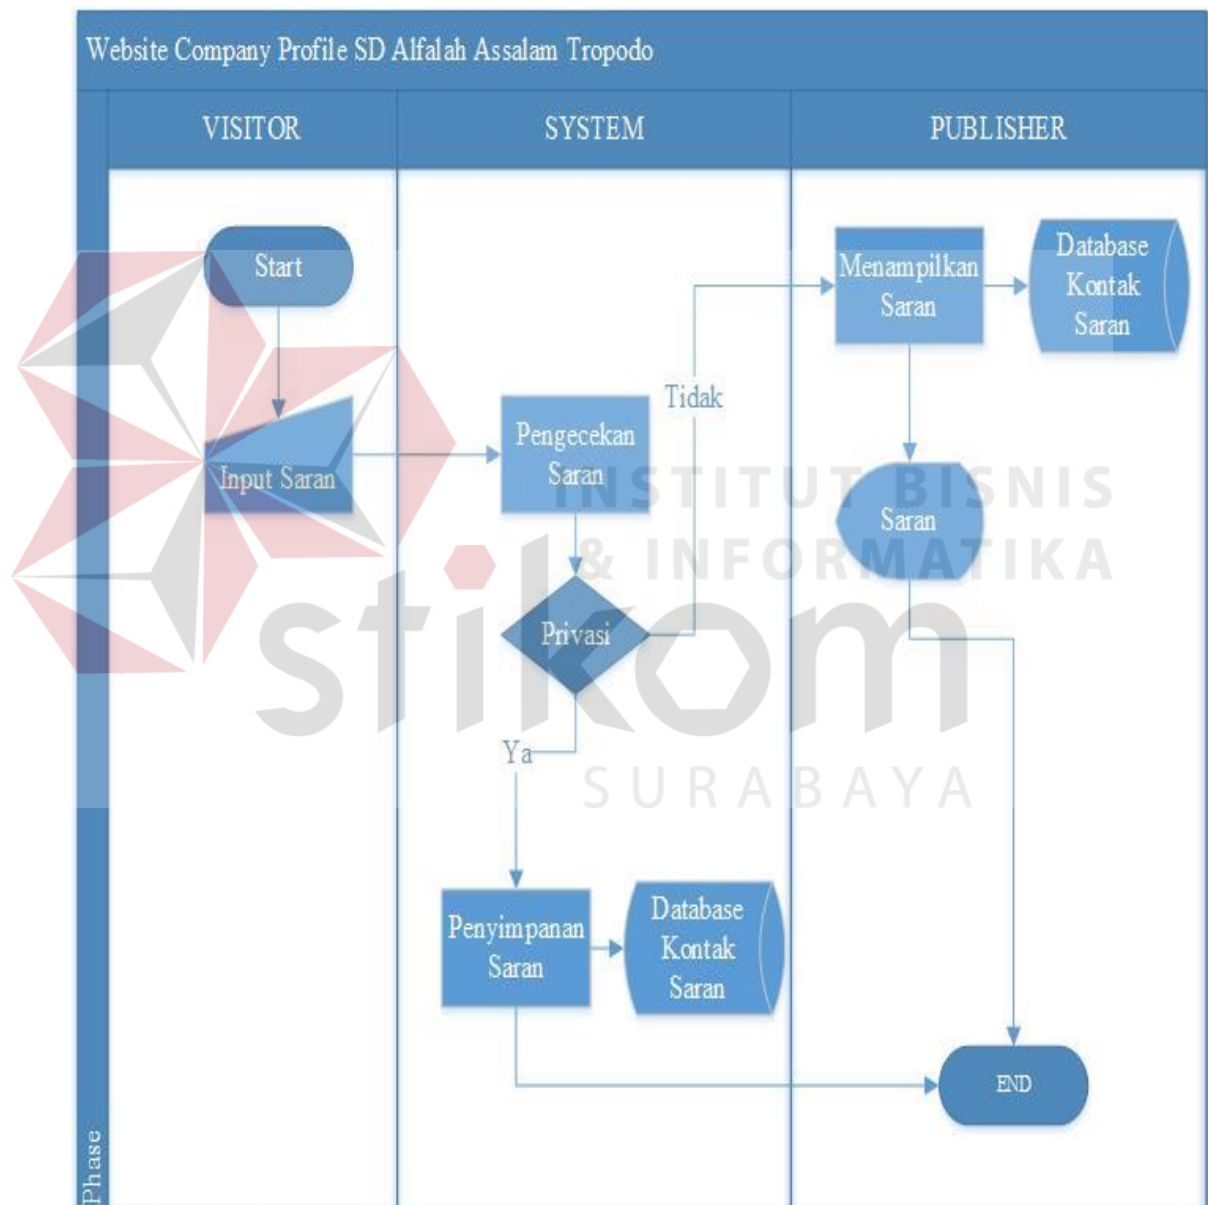 Website Company Profile SD Alfalah Assalam Tropodo
VISITOR
SYSTEM
PUBLISHER
Start
Input Saran
Pengecekan
Saran
Privasi
Tidak
Ya
Penyimpanan
Saran
Database
Kontak
Saran
Menampilkan
Saran
Database
Kontak
Saran
Saran
END
Phase
INSTITUT BISNIS
& INFORMATIKA
stikom
SURABAYA